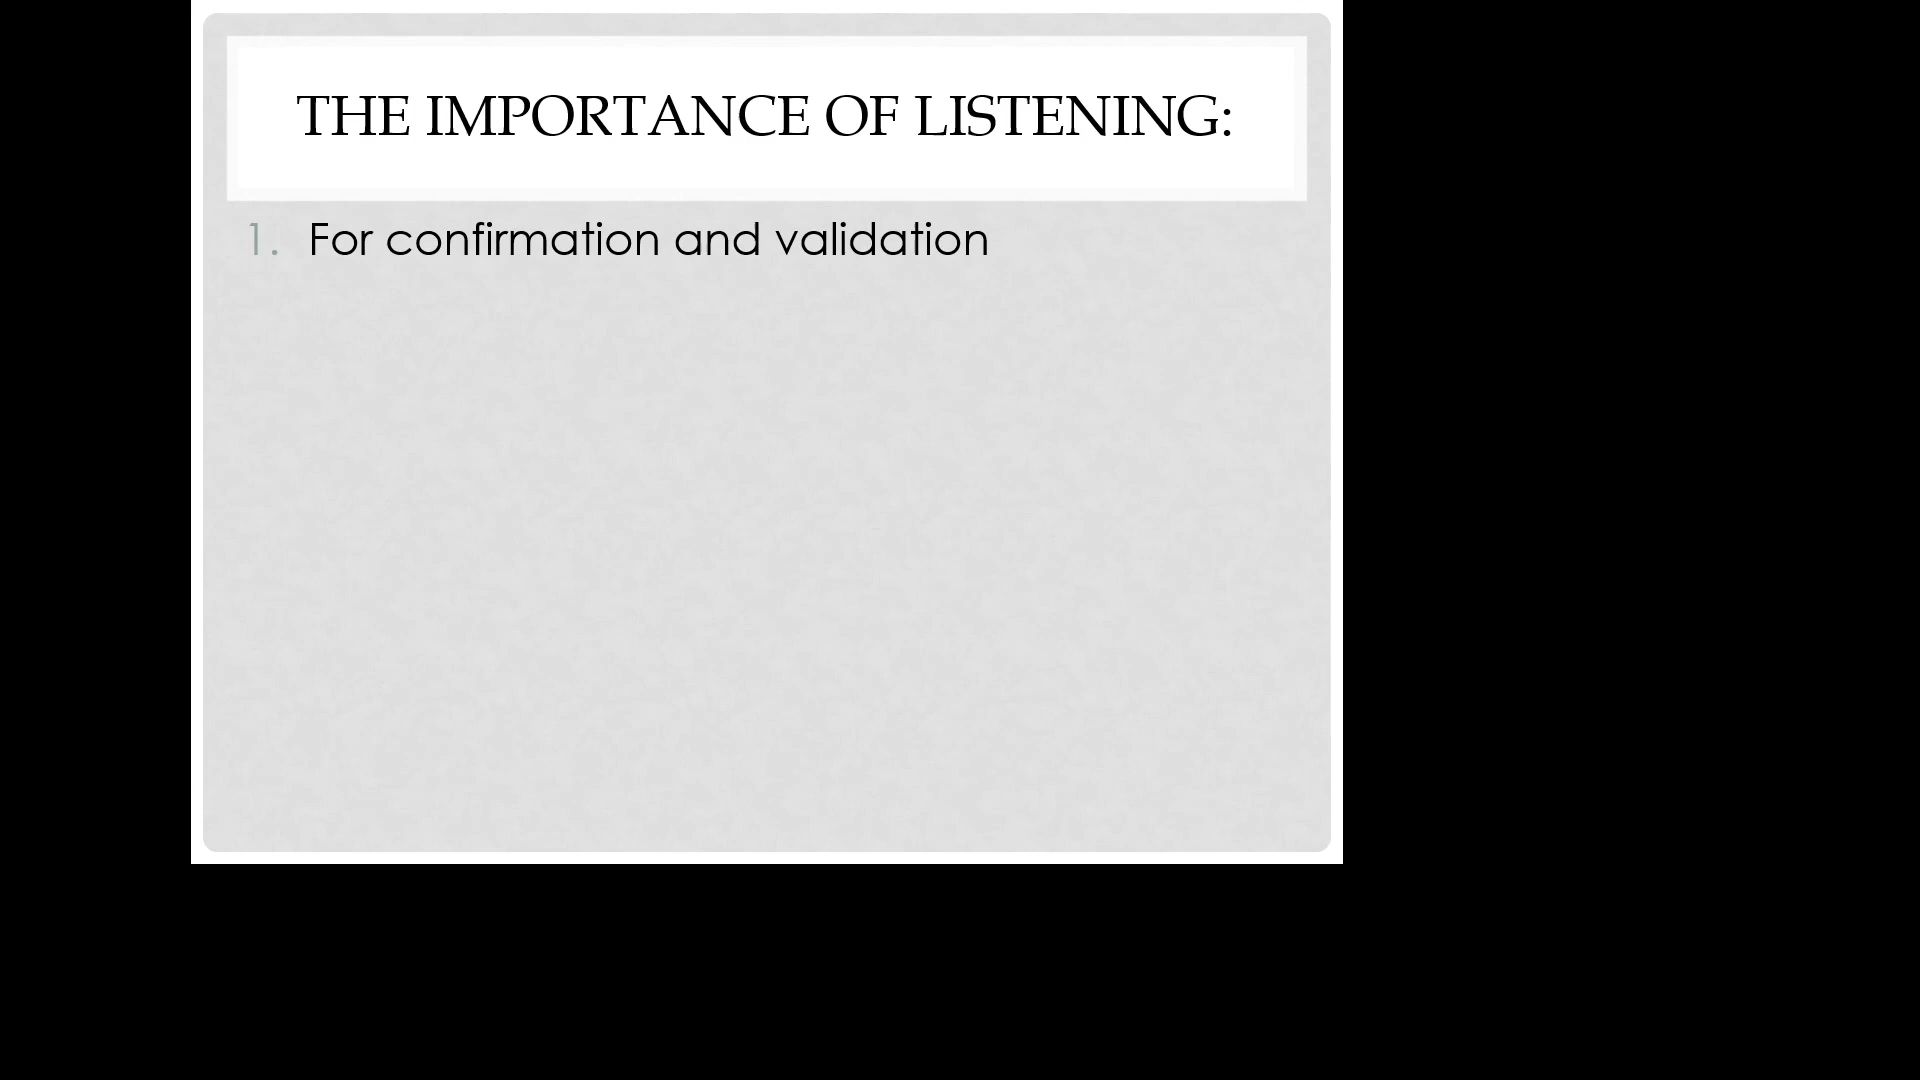 THE IMPORTANCE OF LISTENING:
1. For confirmation and validation